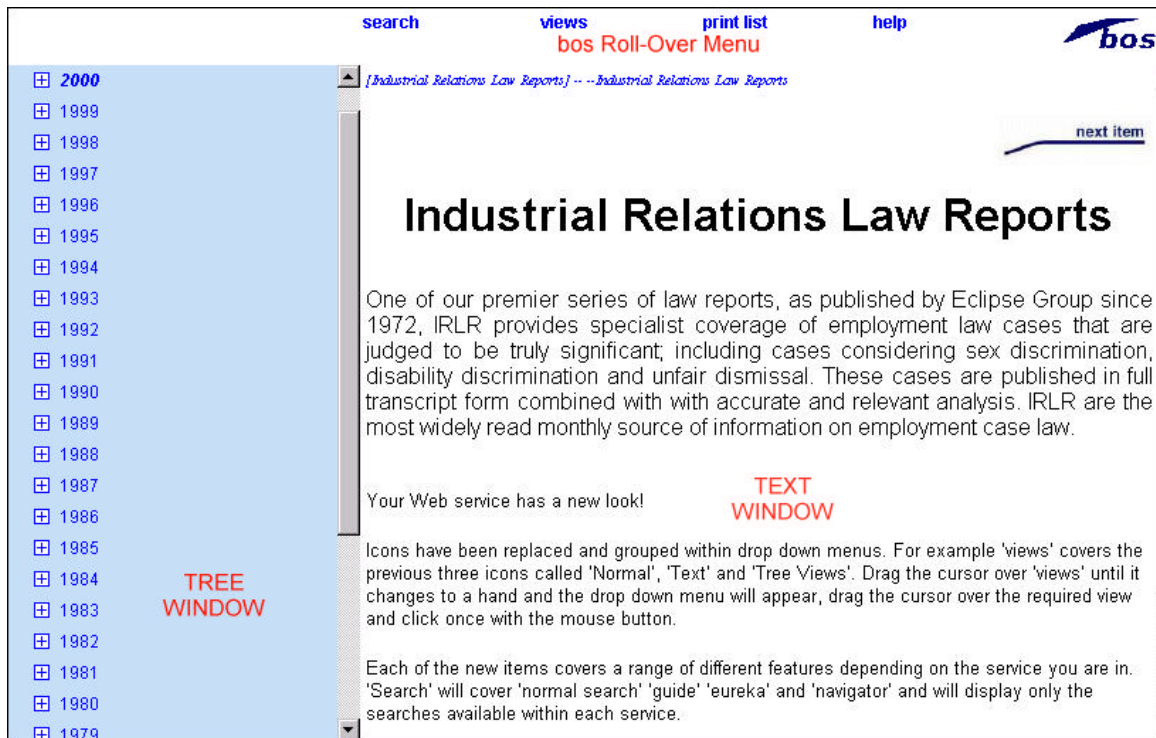 search views print list help
bos Roll-Over Menu
bos
2000
1999
1998
1997
1996
1995
1994
1993
1992
1991
1990
1989
1988
1987
1986
1985
1984
1983
1982
1981
1980
1979
TREE
WINDOW
[Industrial Relations Law Reports] -- --Industrial Relations Law Reports
next item
Industrial Relations Law Reports
One of our premier series of law reports, as published by Eclipse Group since
1972, IRLR provides specialist coverage of employment law cases that are
judged to be truly significant; including cases considering sex discrimination,
disability discrimination and unfair dismissal. These cases are published in full
transcript form combined with with accurate and relevant analysis. IRLR are the
most widely read monthly source of information on employment case law.
Your Web service has a new look!
TEXT
WINDOW
Icons have been replaced and grouped within drop down menus. For example 'views' covers the
previous three icons called 'Normal', 'Text' and 'Tree Views'. Drag the cursor over 'views' until it
changes to a hand and the drop down menu will appear, drag the cursor over the required view
and click once with the mouse button.
Each of the new items covers a range of different features depending on the service you are in.
'Search' will cover 'normal search' 'guide' 'eureka' and 'navigator' and will display only the
searches available within each service.